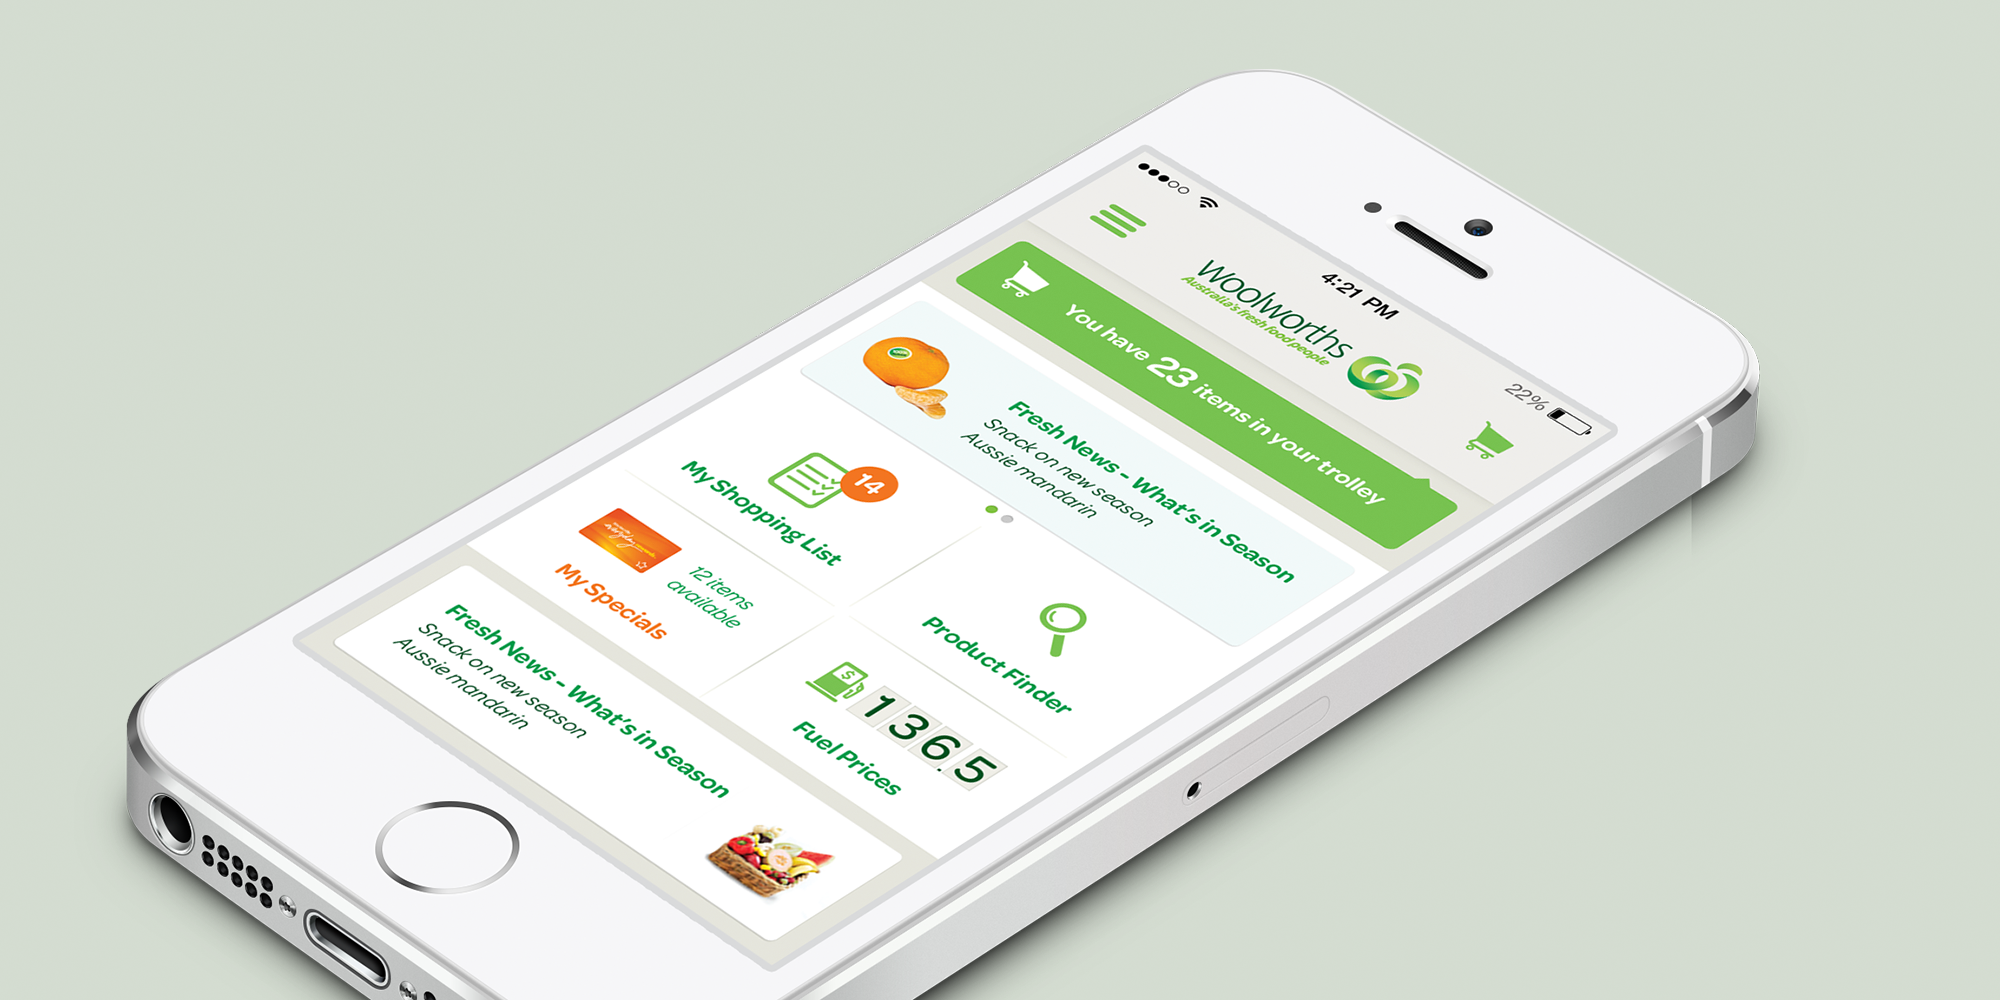 4:21 PM
22%
Woolworths
Australia's fresh food people
You have 23 items in your trolley
Fresh News - What's in Season
Snack on new season
Aussie mandarin
14
My Shopping List
Product Finder
12 items
available
My Specials
$
136.5
Fuel Prices
Fresh News - What's in Season
Snack on new season
Aussie mandarin